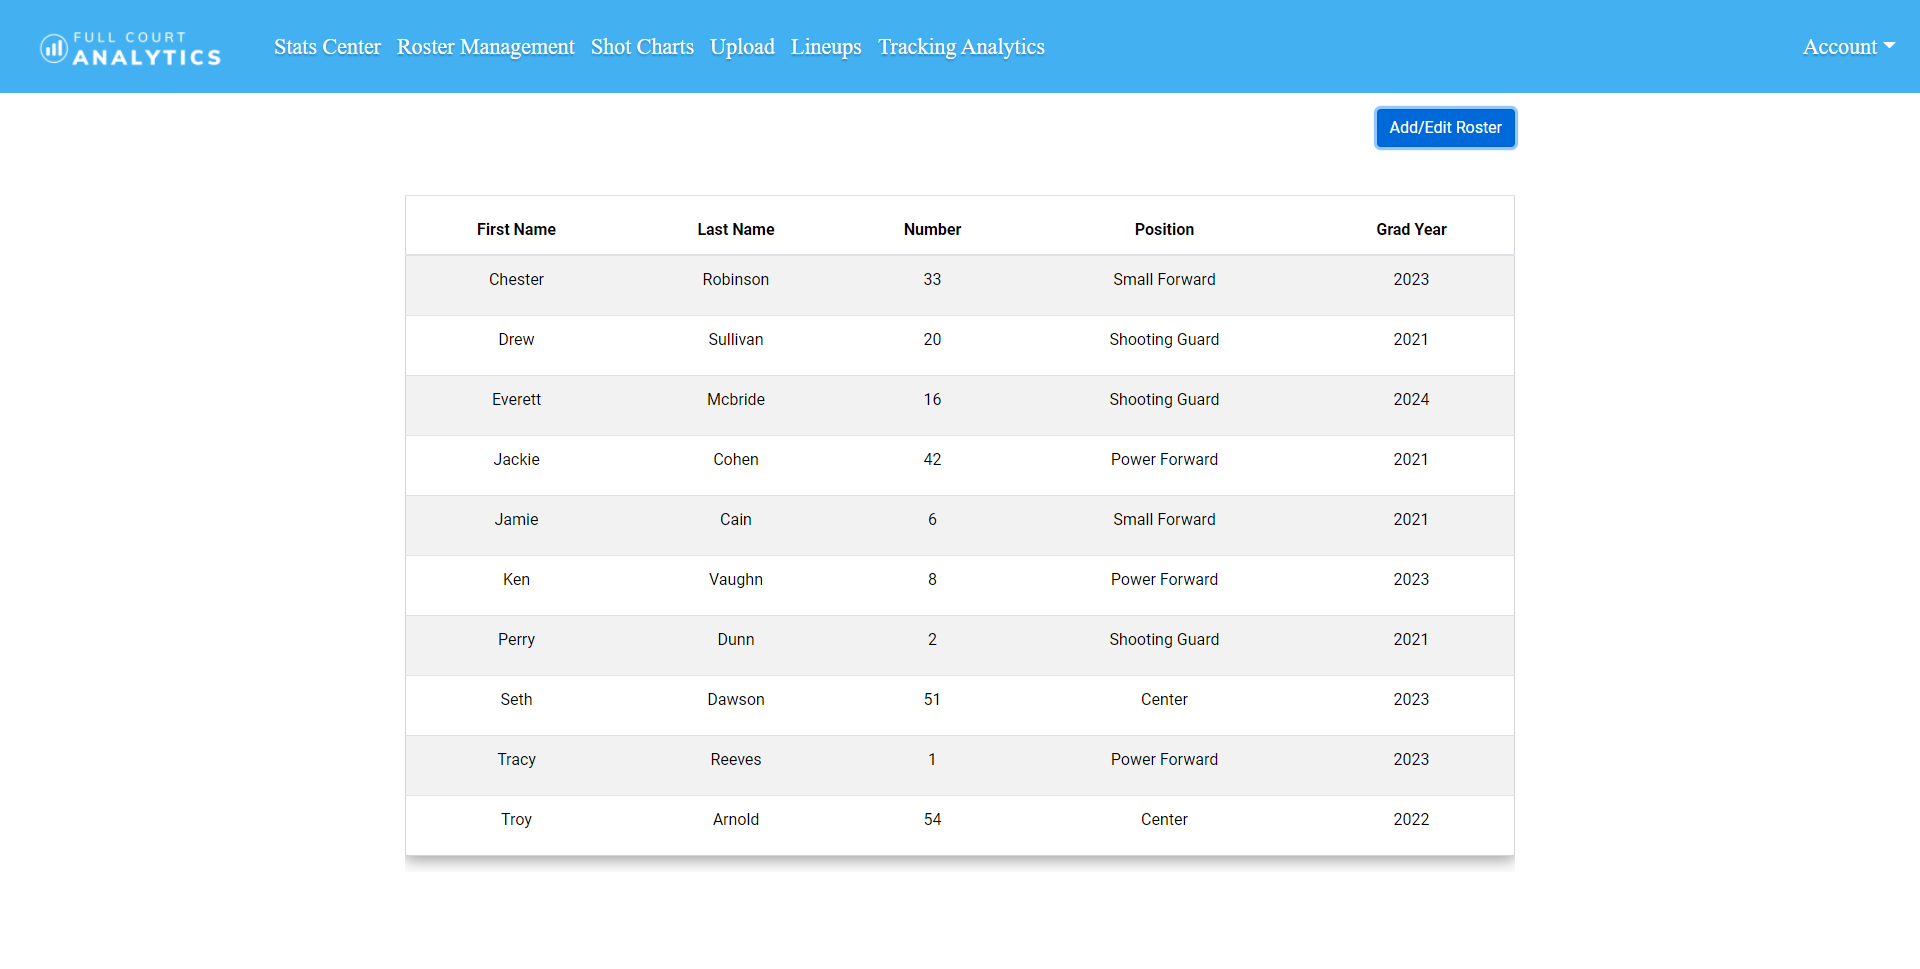 FULL COURT
ANALYTICS
Stats Center Roster Management Shot Charts Upload Lineups Tracking Analytics Account
Add/Edit Roster
First Name Last Name Number Position Grad Year
Chester Robinson 33 Small Forward 2023
Drew Sullivan 20 Shooting Guard 2021
Everett Mcbride 16 Shooting Guard 2024
Jackie Cohen 42 Power Forward 2021
Jamie Cain 6 Small Forward 2021
Ken Vaughn 8 Power Forward 2023
Perry Dunn 2 Shooting Guard 2021
Seth Dawson 51 Center 2023
Tracy Reeves 1 Power Forward 2023
Troy Arnold 54 Center 2022